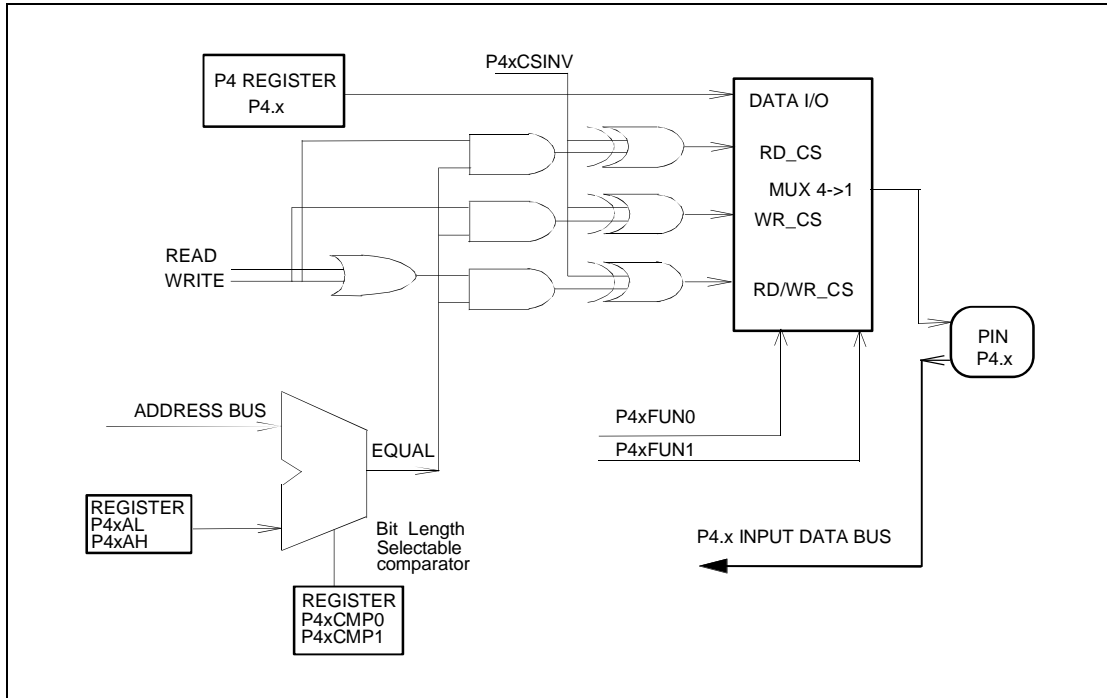 P4 REGISTER
P4.x
P4xCSINV
DATA I/O
RD_CS
MUX 4->1
WR_CS
RD/WR_CS
READ
WRITE
PIN
P4.x
ADDRESS BUS
EQUAL
P4xFUN0
P4xFUN1
REGISTER
P4xAL
P4xAH
Bit Length
Selectable
comparator
P4.x INPUT DATA BUS
REGISTER
P4xCMP0
P4xCMP1